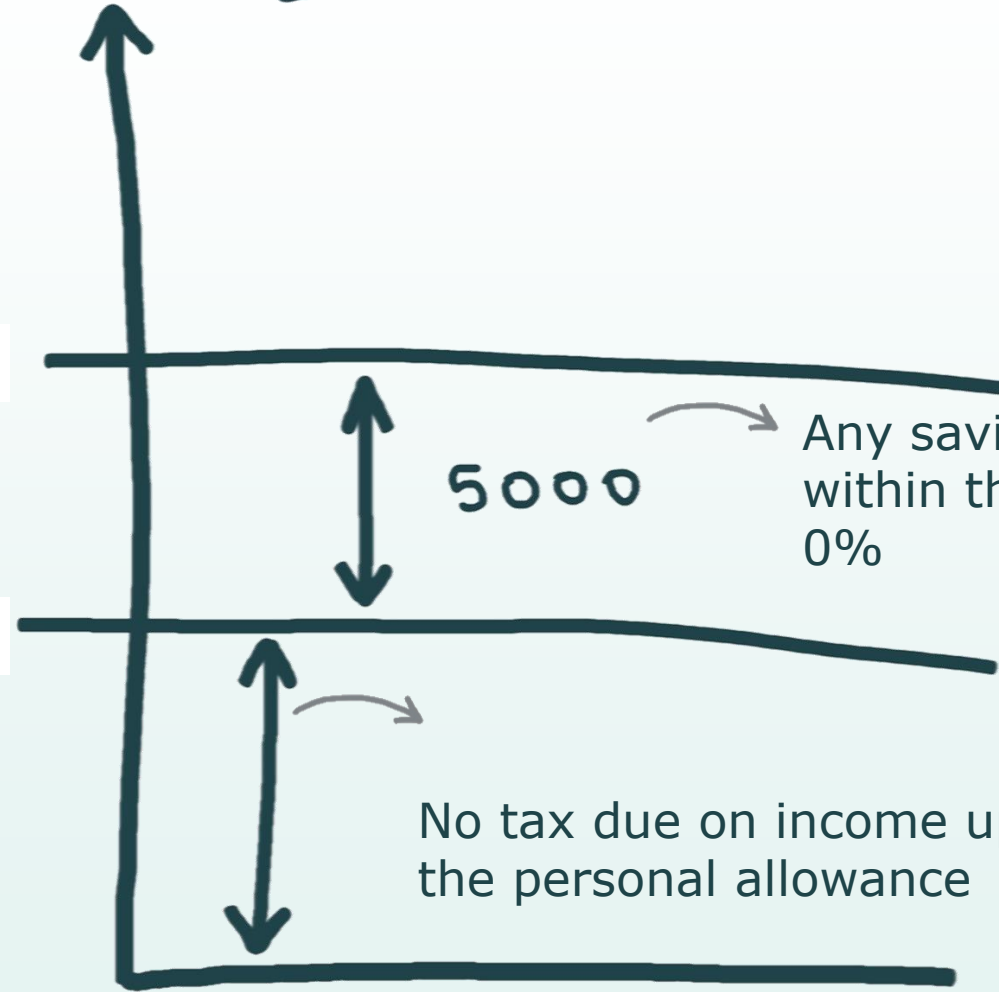 Any savi
within th
0%
5000
No tax due on income u
the personal allowance